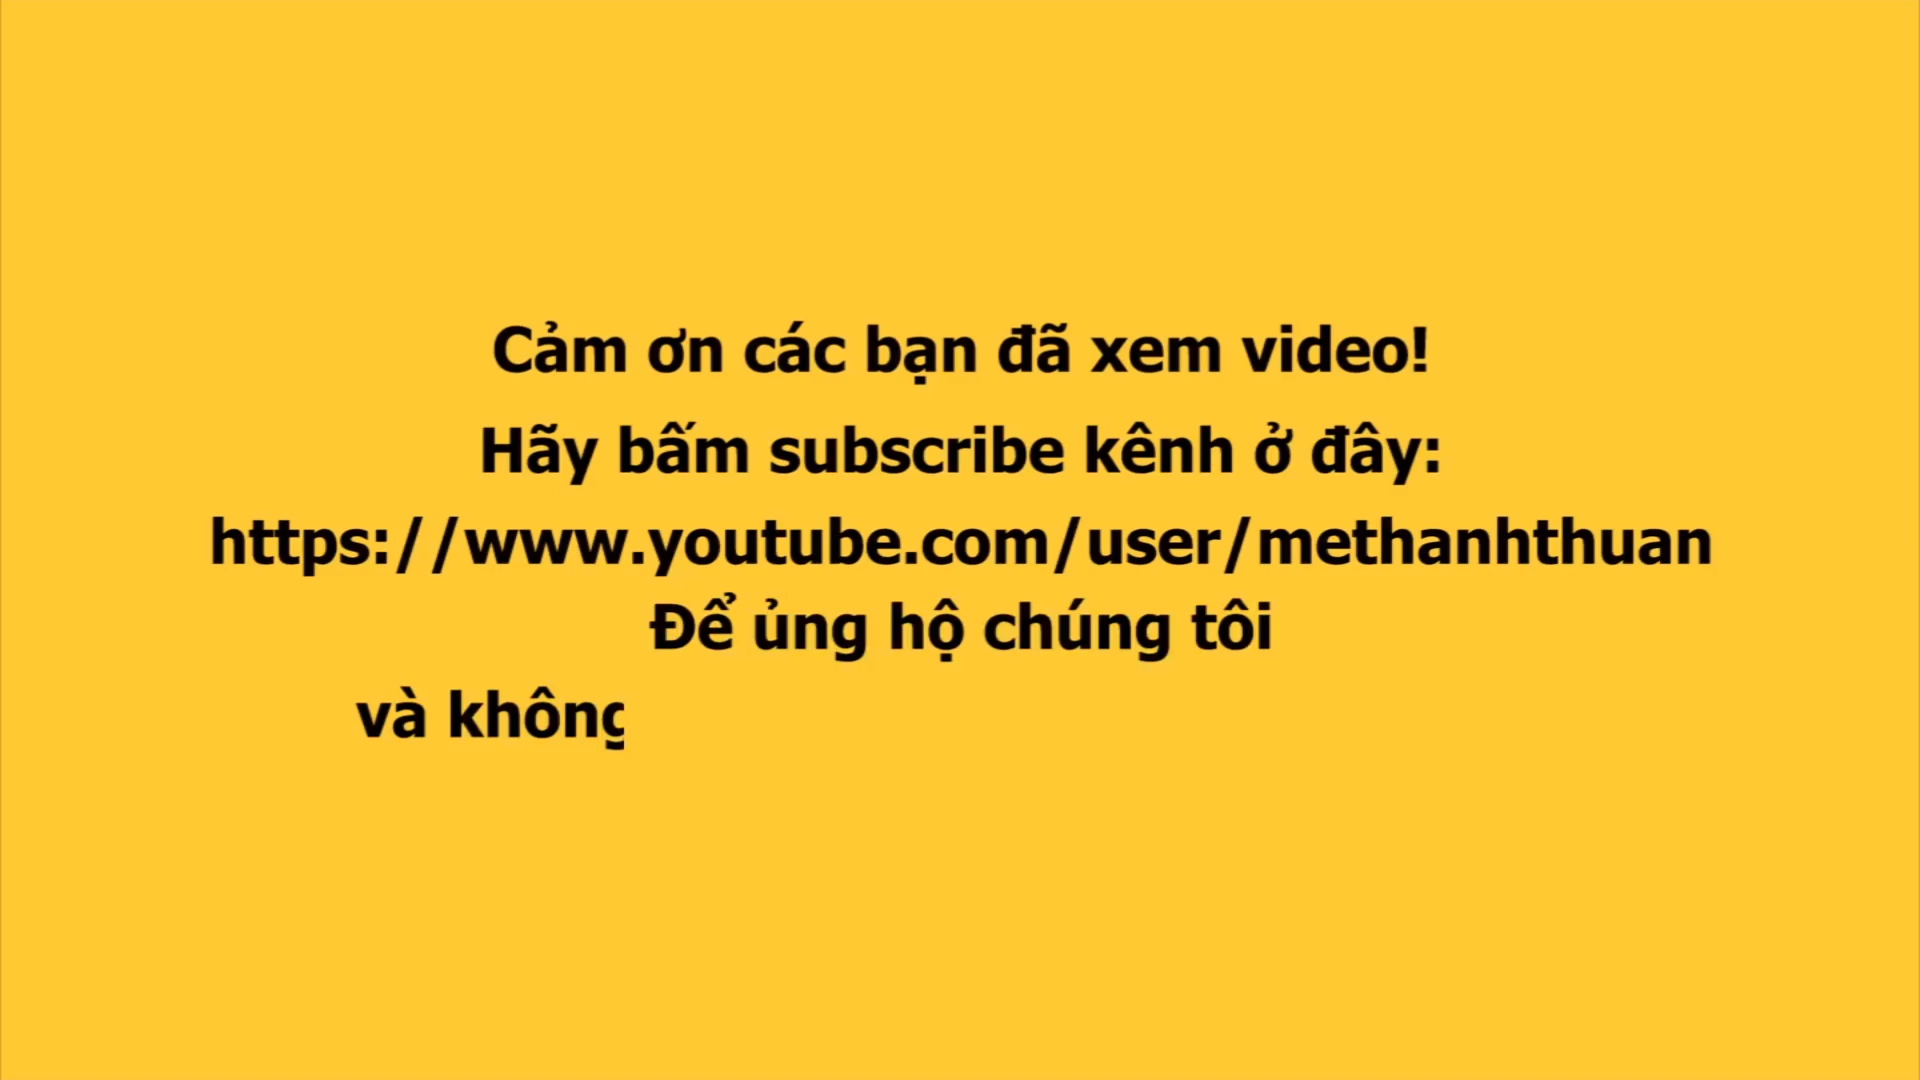 Cảm ơn các bạn đã xem video!
Hãy bấm subscribe kênh ở đây:
https://www.youtube.com/user/methanhthuan
Để ủng hộ chúng tôi
và không